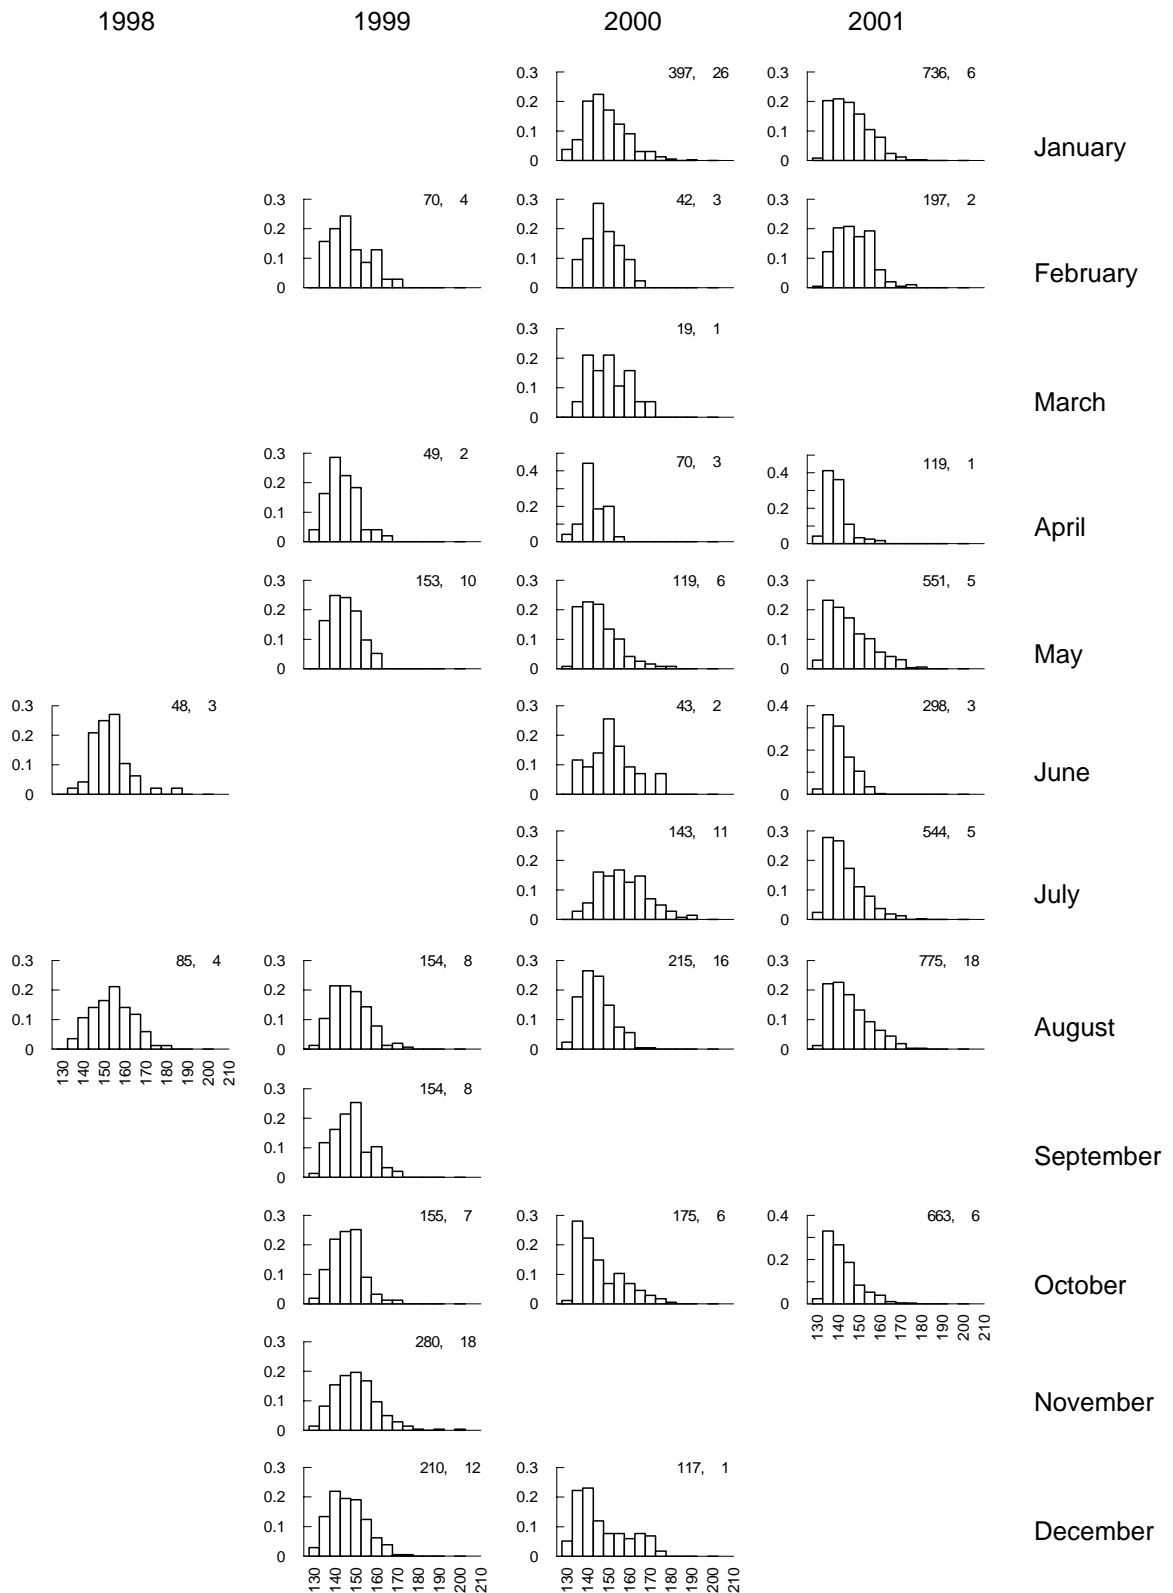 1998 1999 2000 2001
0.3 0.2 0.1 0 397, 26
0.3 0.2 0.1 0 736, 6
January
0.3 0.2 0.1 0 70, 4
0.3 0.2 0.1 0 42, 3
0.3 0.2 0.1 0 197, 2
February
0.3 0.2 0.1 0 19, 1
March
0.3 0.2 0.1 0 49, 2
0.4 0.2 0 70, 3
0.4 0.2 0 119, 1
April
0.3 0.2 0.1 0 153, 10
0.3 0.2 0.1 0 119, 6
0.3 0.2 0.1 0 551, 5
May
0.3 0.2 0.1 0 48, 3
0.3 0.2 0.1 0 43, 2
0.4 0.2 0 298, 3
June
0.3 0.2 0.1 0 143, 11
0.3 0.2 0.1 0 544, 5
July
0.3 0.2 0.1 0 85, 4
130 140 150 160 170 180 190 200 210
0.3 0.2 0.1 0 154, 8
0.3 0.2 0.1 0 215, 16
0.3 0.2 0.1 0 775, 18
August
0.3 0.2 0.1 0 154, 8
September
0.3 0.2 0.1 0 155, 7
0.3 0.2 0.1 0 175, 6
0.4 0.2 0 663, 6
130 140 150 160 170 180 190 200 210
October
0.3 0.2 0.1 0 280, 18
November
0.3 0.2 0.1 0 210, 12
130 140 150 160 170 180 190 200 210
0.3 0.2 0.1 0 117, 1
130 140 150 160 170 180 190 200 210
December